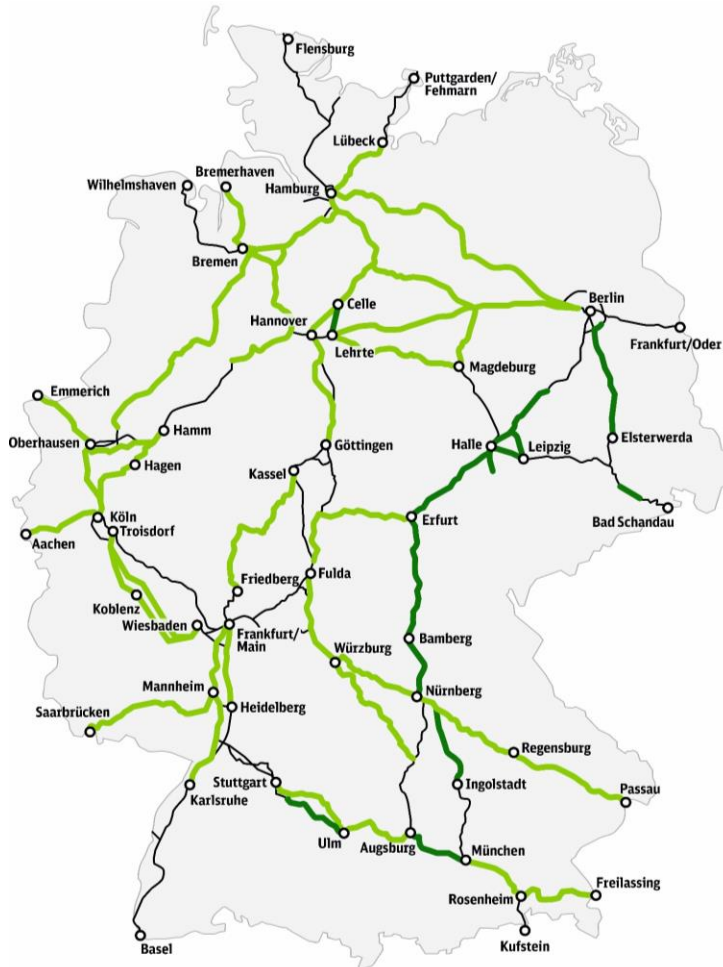 Flensburg
Puttgarden/
Fehmarn
Lübeck
Bremerhaven
Wilhelmshaven
Hamburg
Bremen
Celle
Berlin
Hannover
Lehrte
Frankfurt/Oder
Magdeburg
Emmerich
Hamm
Oberhausen
Göttingen
Halle
Leipzig
Elsterwerda
Hagen
Kassel
Bad Schandau
Köln
Troisdorf
Erfurt
Aachen
Friedberg
Fulda
Koblenz
Wiesbaden
Frankfurt/
Main
Würzburg
Bamberg
Mannheim
Nürnberg
Saarbrücken
Heidelberg
Regensburg
Stuttgart
Karlsruhe
Ingolstadt
Passau
Ulm
Augsburg
München
Rosenheim
Freilassing
Basel
Kufstein